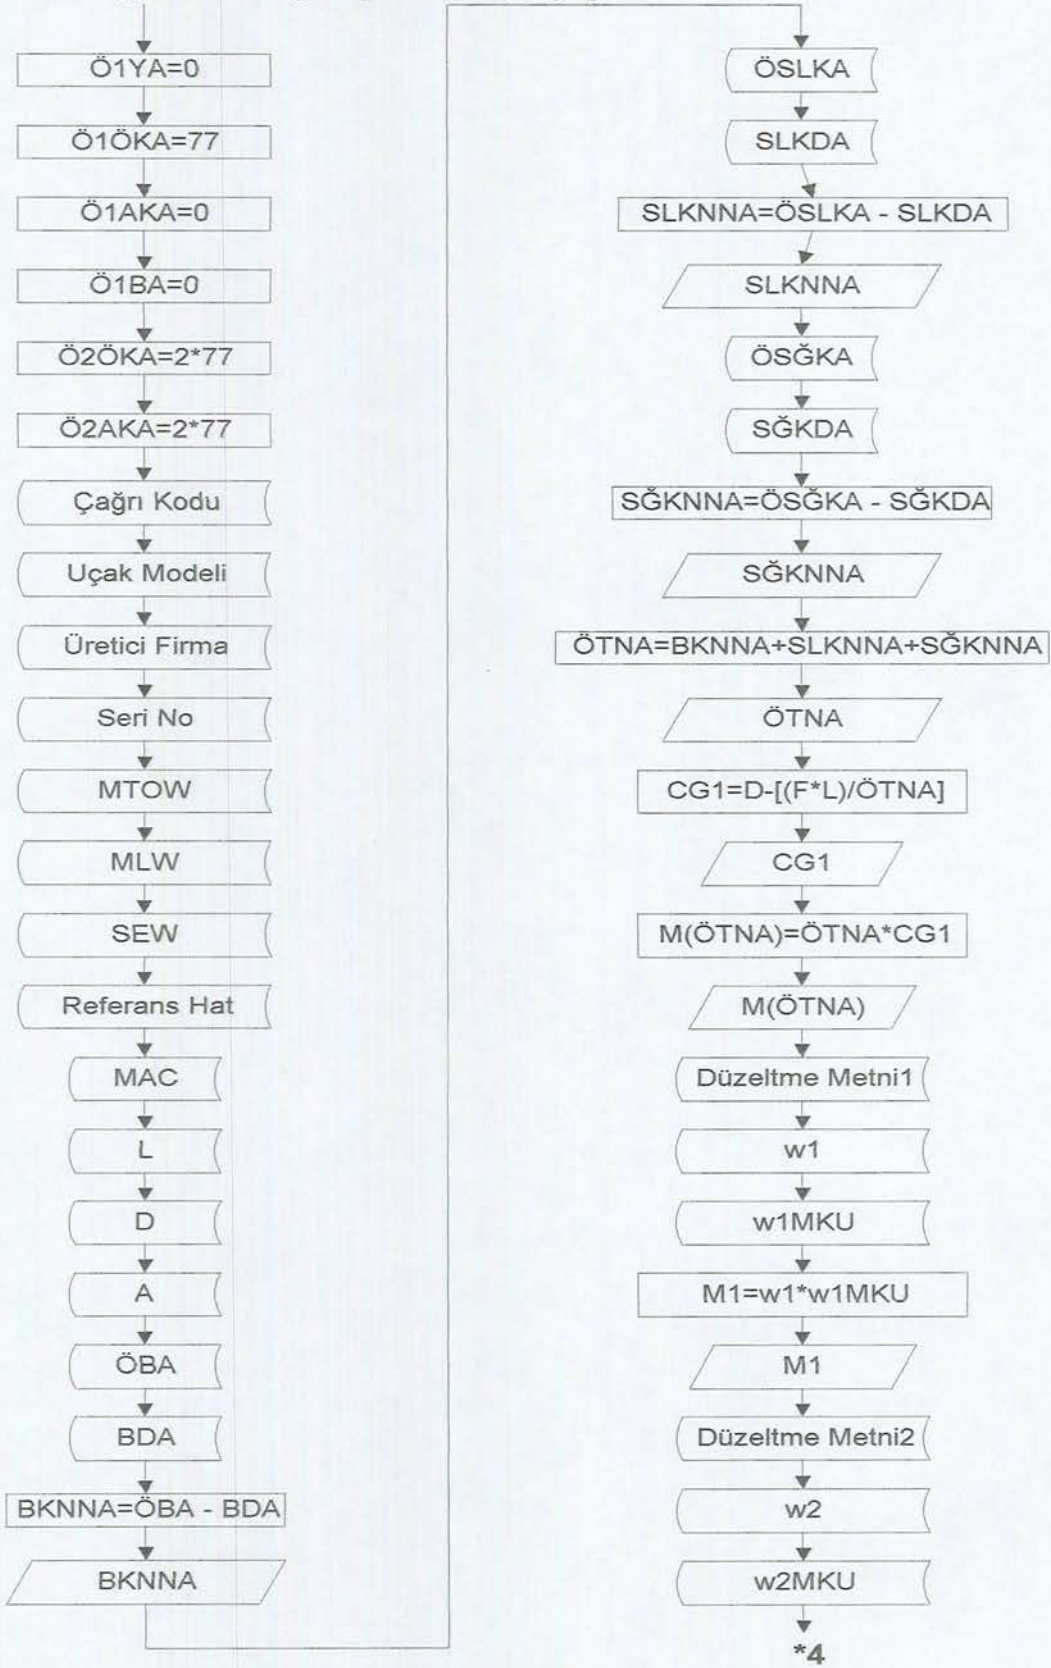 Ö1YA=0
Ö1ÖKA=77
Ö1AKA=0
Ö1BA=0
Ö2ÖKA=2*77
Ö2AKA=2*77
Çağrı Kodu
Uçak Modeli
Üretici Firma
Seri No
MTOW
MLW
SEW
Referans Hat
MAC
L
D
A
ÖBA
BDA
BKNNA=ÖBA - BDA
BKNNA
ÖSLKA
SLKDA
SLKNNA=ÖSLKA - SLKDA
SLKNNA
ÖSĞKA
SĞKDA
SĞKNNA=ÖSĞKA - SĞKDA
SĞKNNA
ÖTNA=BKNNA+SLKNNA+SĞKNNA
ÖTNA
CG1=D-[(F*L)/ÖTNA]
CG1
M(ÖTNA)=ÖTNA*CG1
M(ÖTNA)
Düzeltme Metni1
w1
w1MKU
M1=w1*w1MKU
M1
Düzeltme Metni2
w2
w2MKU
*4